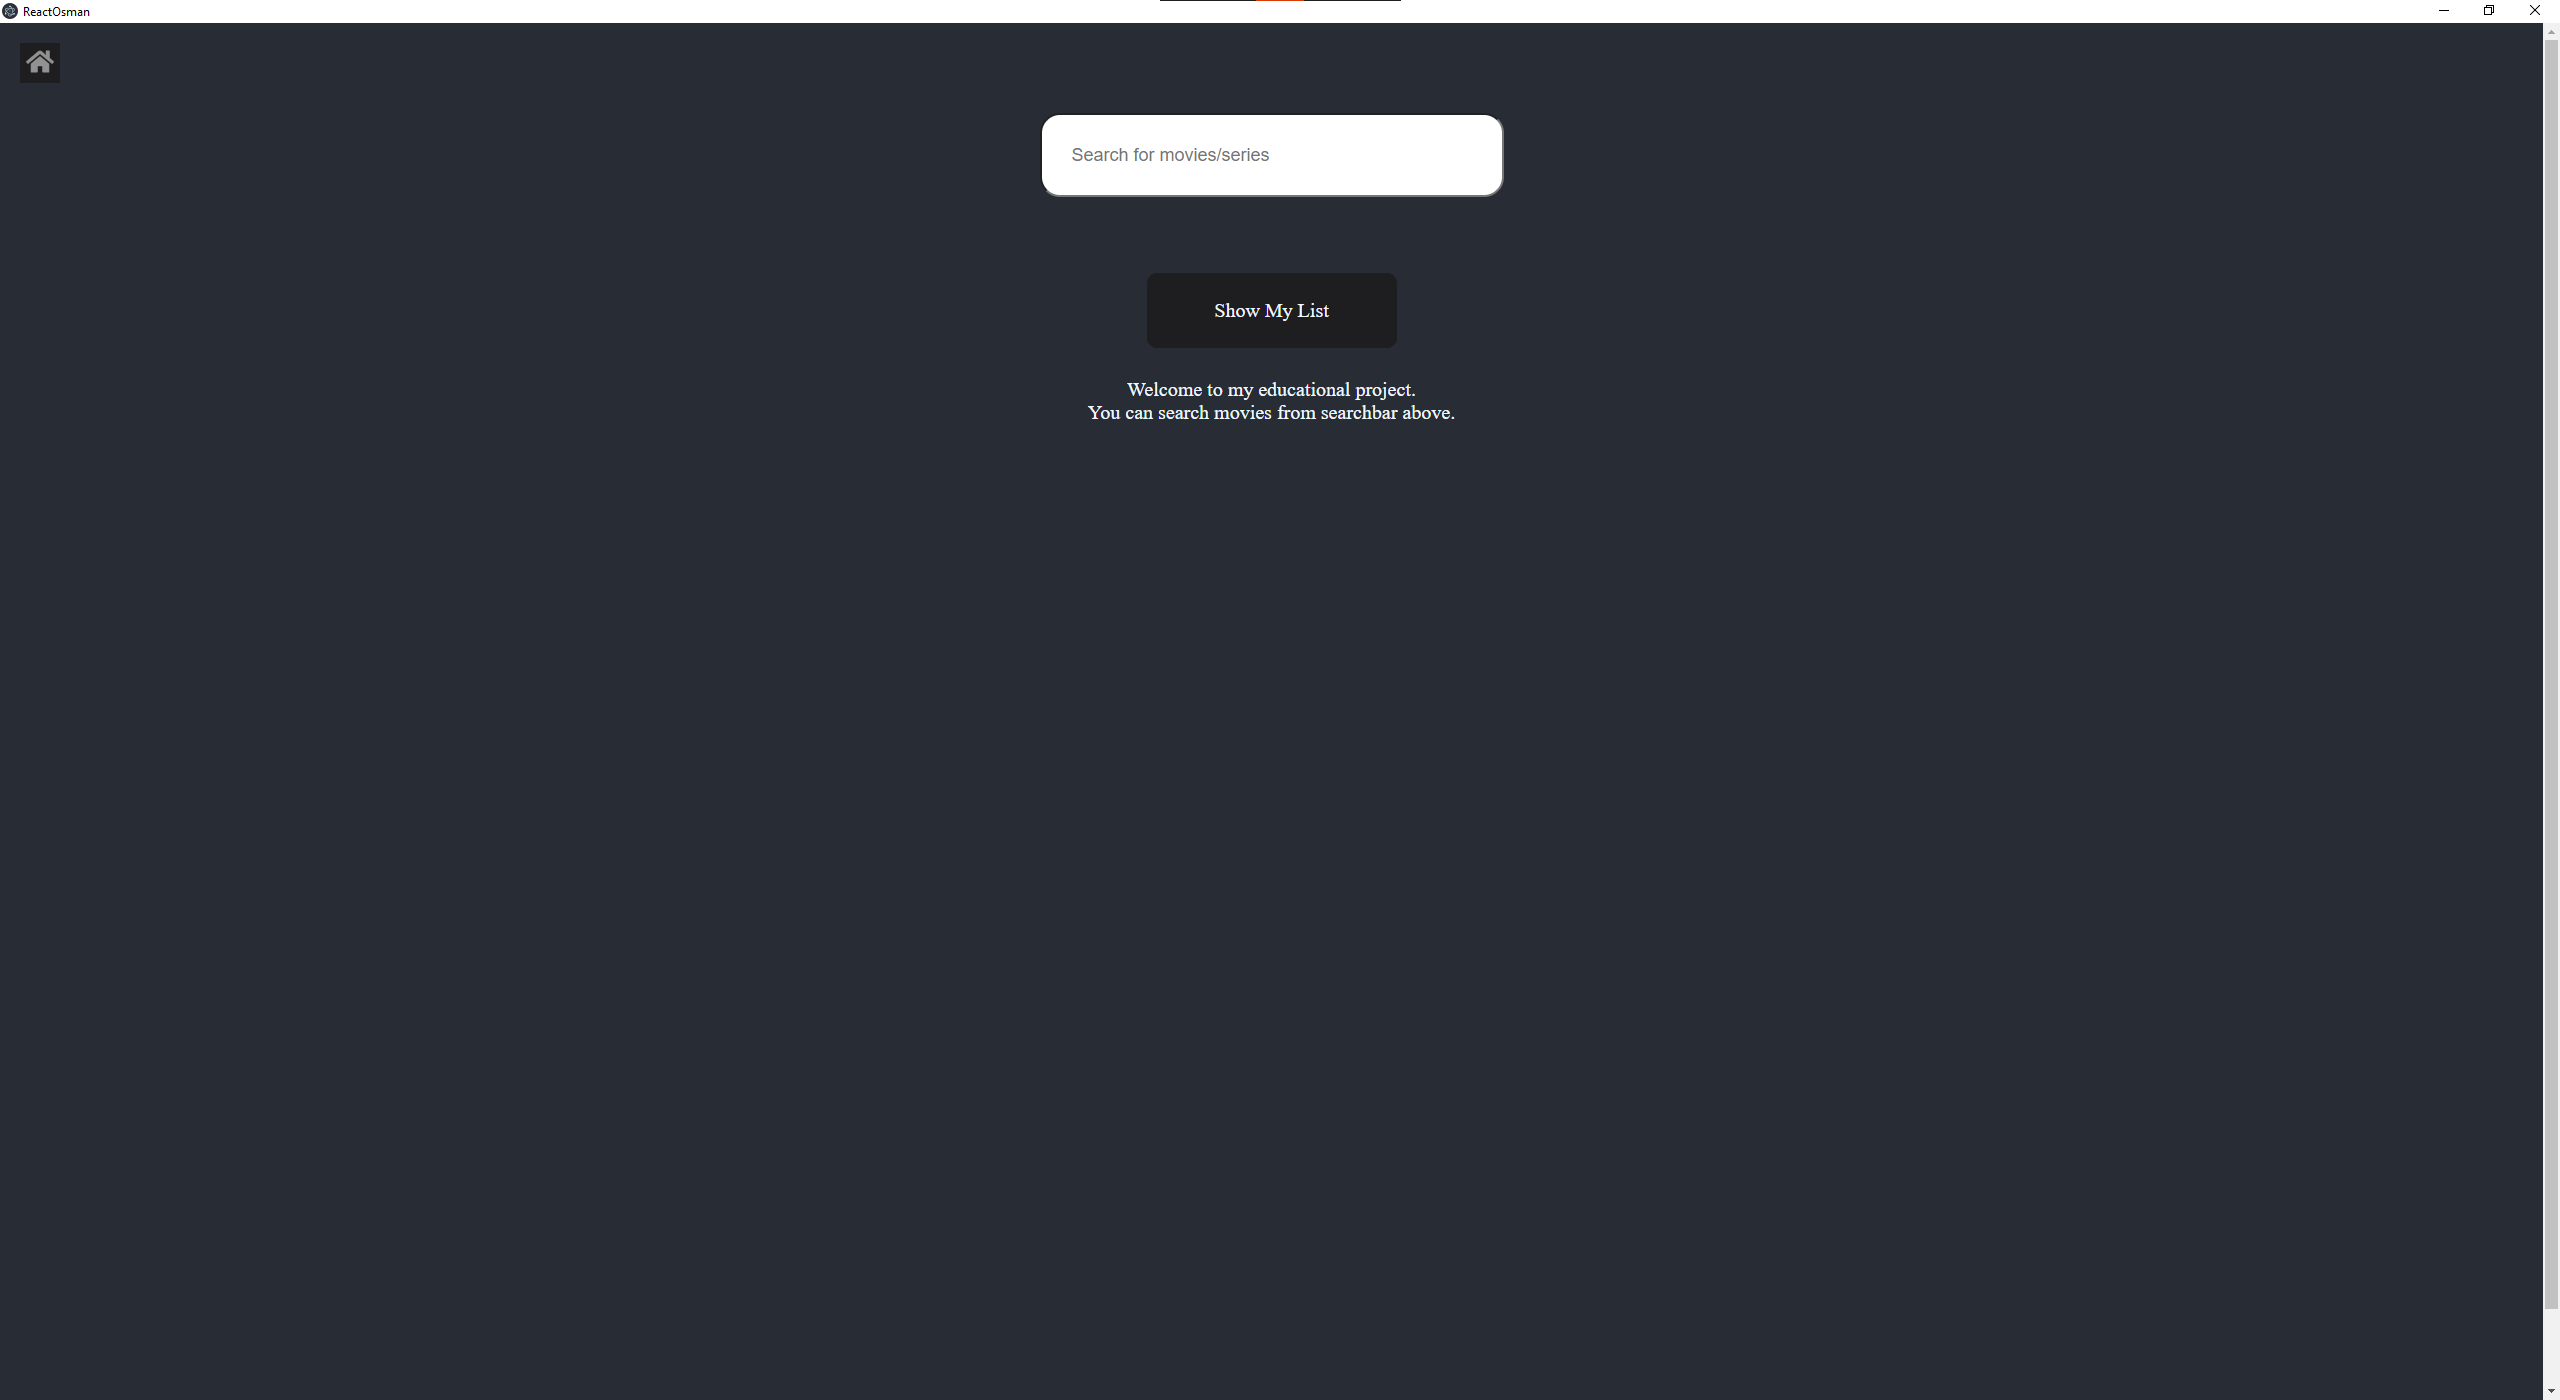 ReactOsman
Search for movies/series
Show My List
Welcome to my educational project.
You can search movies from searchbar above.